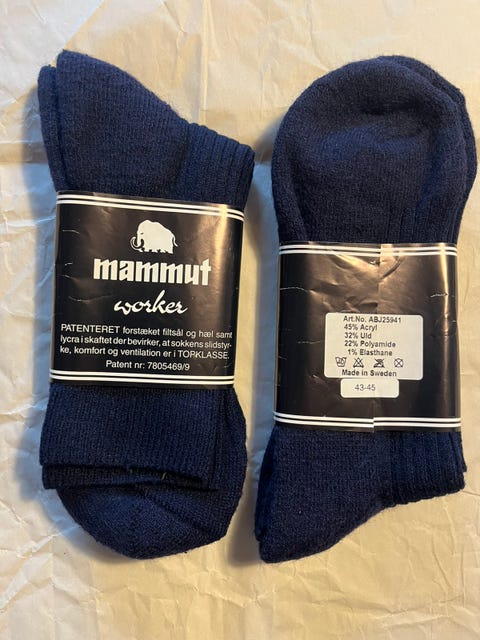 mammut
worker
PATENTERET forstæket filtsål og hæl samt
lycra i skaftet der bevirker, at sokkens slidstyr-
ke, komfort og ventilation er i TORKLASSE.
Patent nr: 7805469/9
Art.No. ABJ25941
45% Acryl
32% Uld
22% Polyamide
1% Elasthane
Made in Sweden
43-45